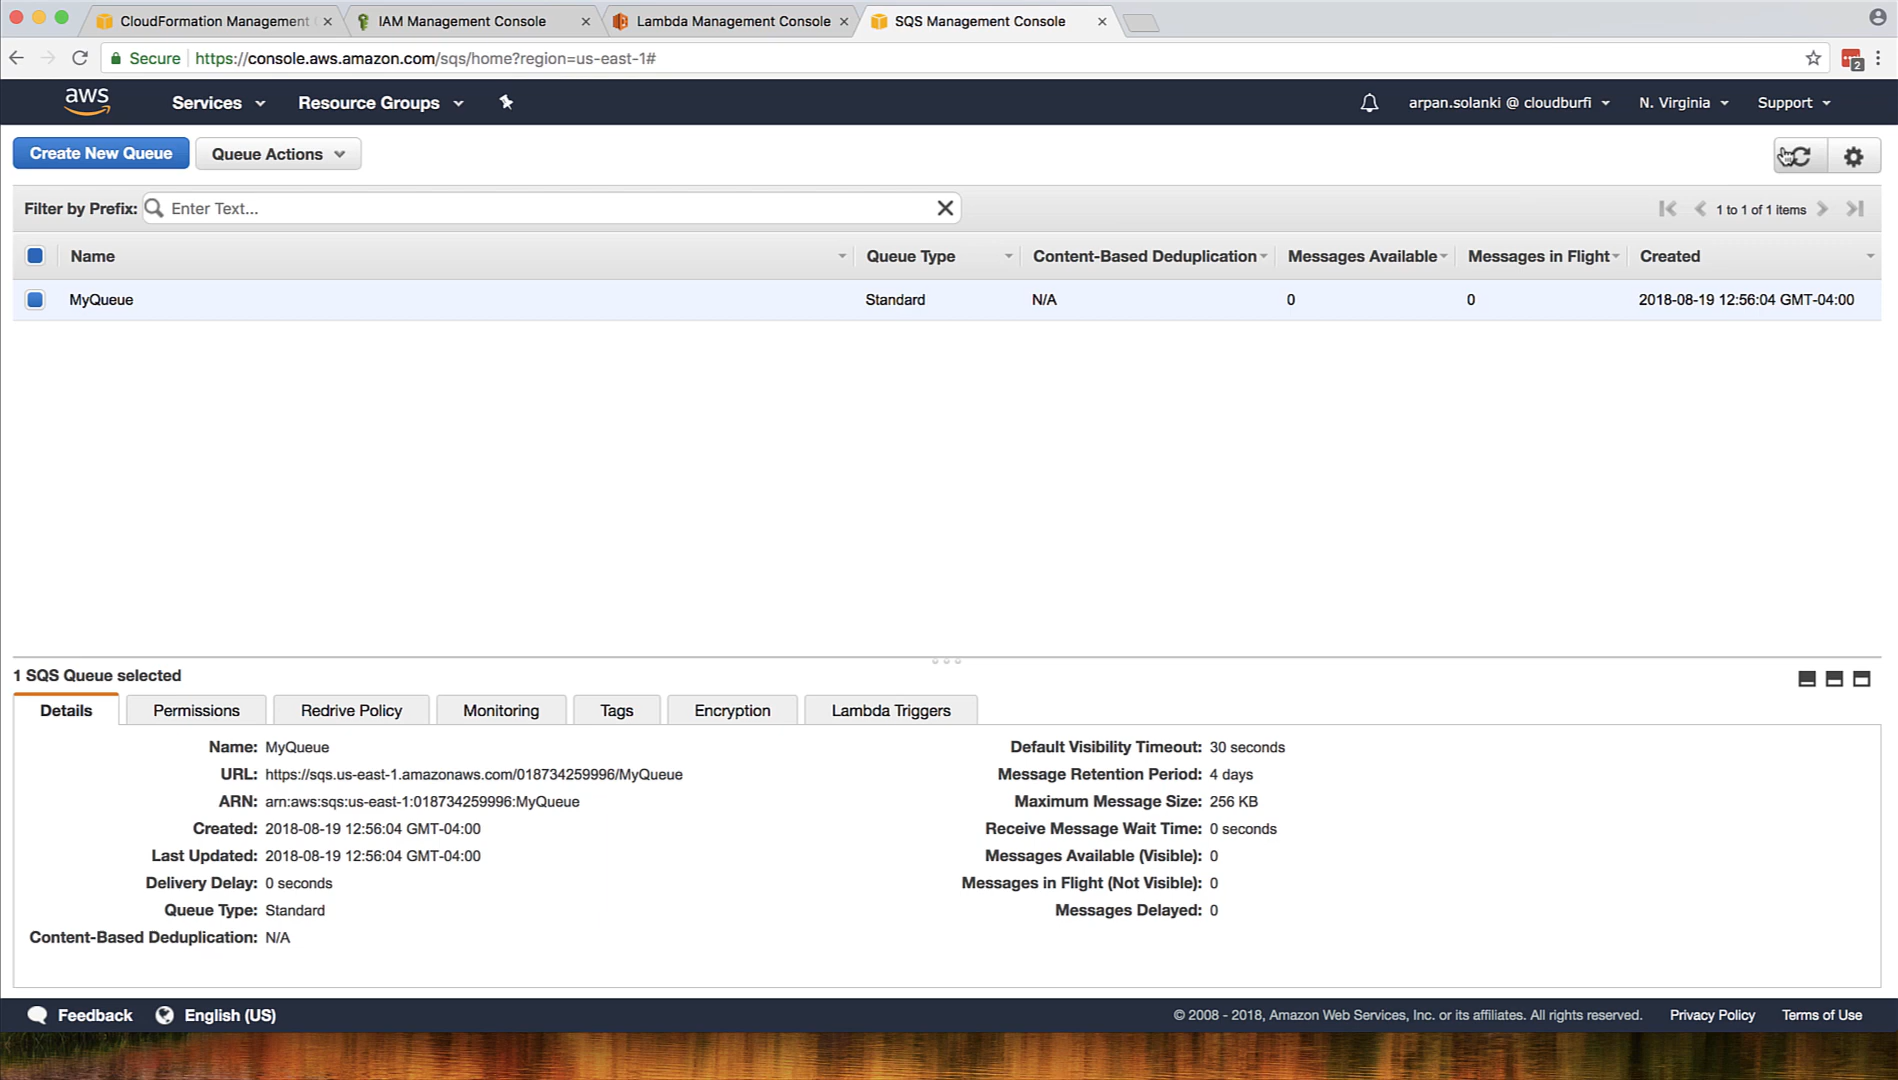 CloudFormation Management
IAM Management Console
Lambda Management Console
SQS Management Console
Secure https://console.aws.amazon.com/sqs/home?region=us-east-1#
2
aws Services Resource Groups arpan.solanki @ cloudburfi N. Virginia Support
Create New Queue Queue Actions
Filter by Prefix: Enter Text... 1 to 1 of 1 items
Name Queue Type Content-Based Deduplication Messages Available Messages in Flight Created
MyQueue Standard N/A 0 0 2018-08-19 12:56:04 GMT-04:00
1 SQS Queue selected
Details Permissions Redrive Policy Monitoring Tags Encryption Lambda Triggers
Name: MyQueue
URL: https://sqs.us-east-1.amazonaws.com/018734259996/MyQueue
ARN: arn:aws:sqs:us-east-1:018734259996:MyQueue
Created: 2018-08-19 12:56:04 GMT-04:00
Last Updated: 2018-08-19 12:56:04 GMT-04:00
Delivery Delay: 0 seconds
Queue Type: Standard
Content-Based Deduplication: N/A
Default Visibility Timeout: 30 seconds
Message Retention Period: 4 days
Maximum Message Size: 256 KB
Receive Message Wait Time: 0 seconds
Messages Available (Visible): 0
Messages in Flight (Not Visible): 0
Messages Delayed: 0
Feedback English (US) © 2008 - 2018, Amazon Web Services, Inc. or its affiliates. All rights reserved. Privacy Policy Terms of Use